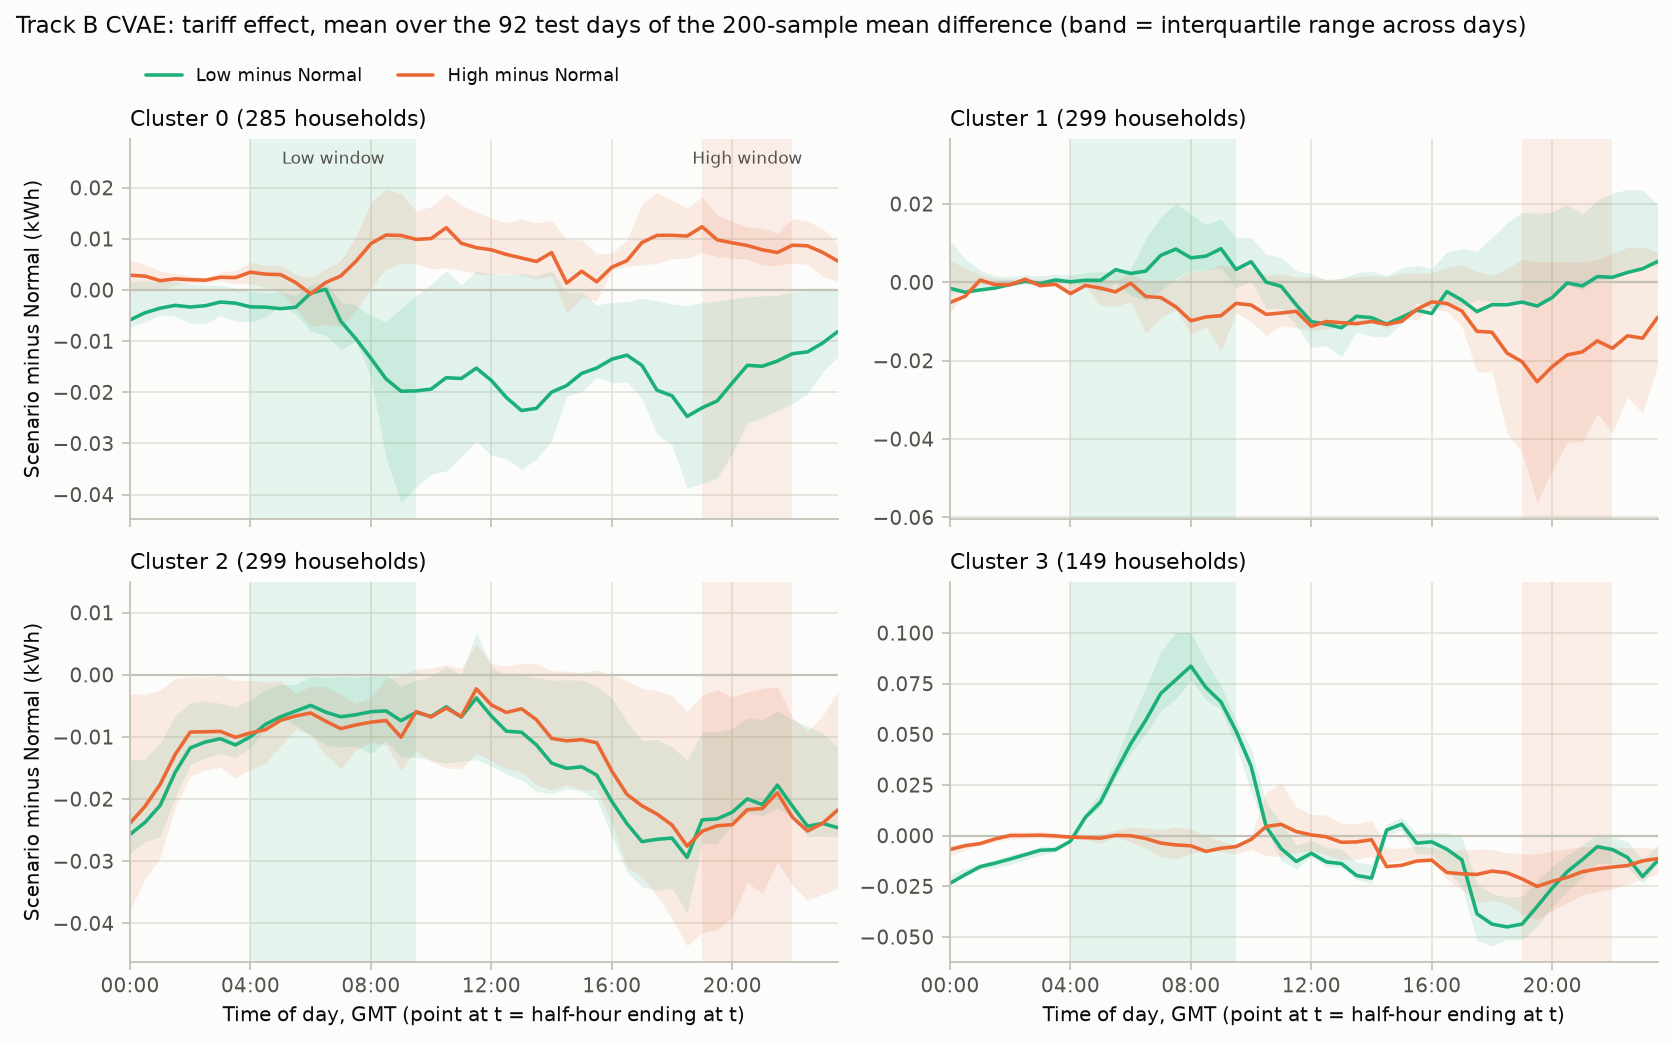 Track B CVAE: tariff effect, mean over the 92 test days of the 200-sample mean difference (band = interquartile range across days)
Low minus Normal
High minus Normal
Cluster 0 (285 households)
Low window
High window
Scenario minus Normal (kWh)
0.02
0.01
0.00
−0.01
−0.02
−0.03
−0.04
Cluster 1 (299 households)
0.02
0.00
−0.02
−0.04
−0.06
Cluster 2 (299 households)
Scenario minus Normal (kWh)
0.01
0.00
−0.01
−0.02
−0.03
−0.04
00:00 04:00 08:00 12:00 16:00 20:00
Time of day, GMT (point at t = half-hour ending at t)
Cluster 3 (149 households)
0.100
0.075
0.050
0.025
0.000
−0.025
−0.050
00:00 04:00 08:00 12:00 16:00 20:00
Time of day, GMT (point at t = half-hour ending at t)